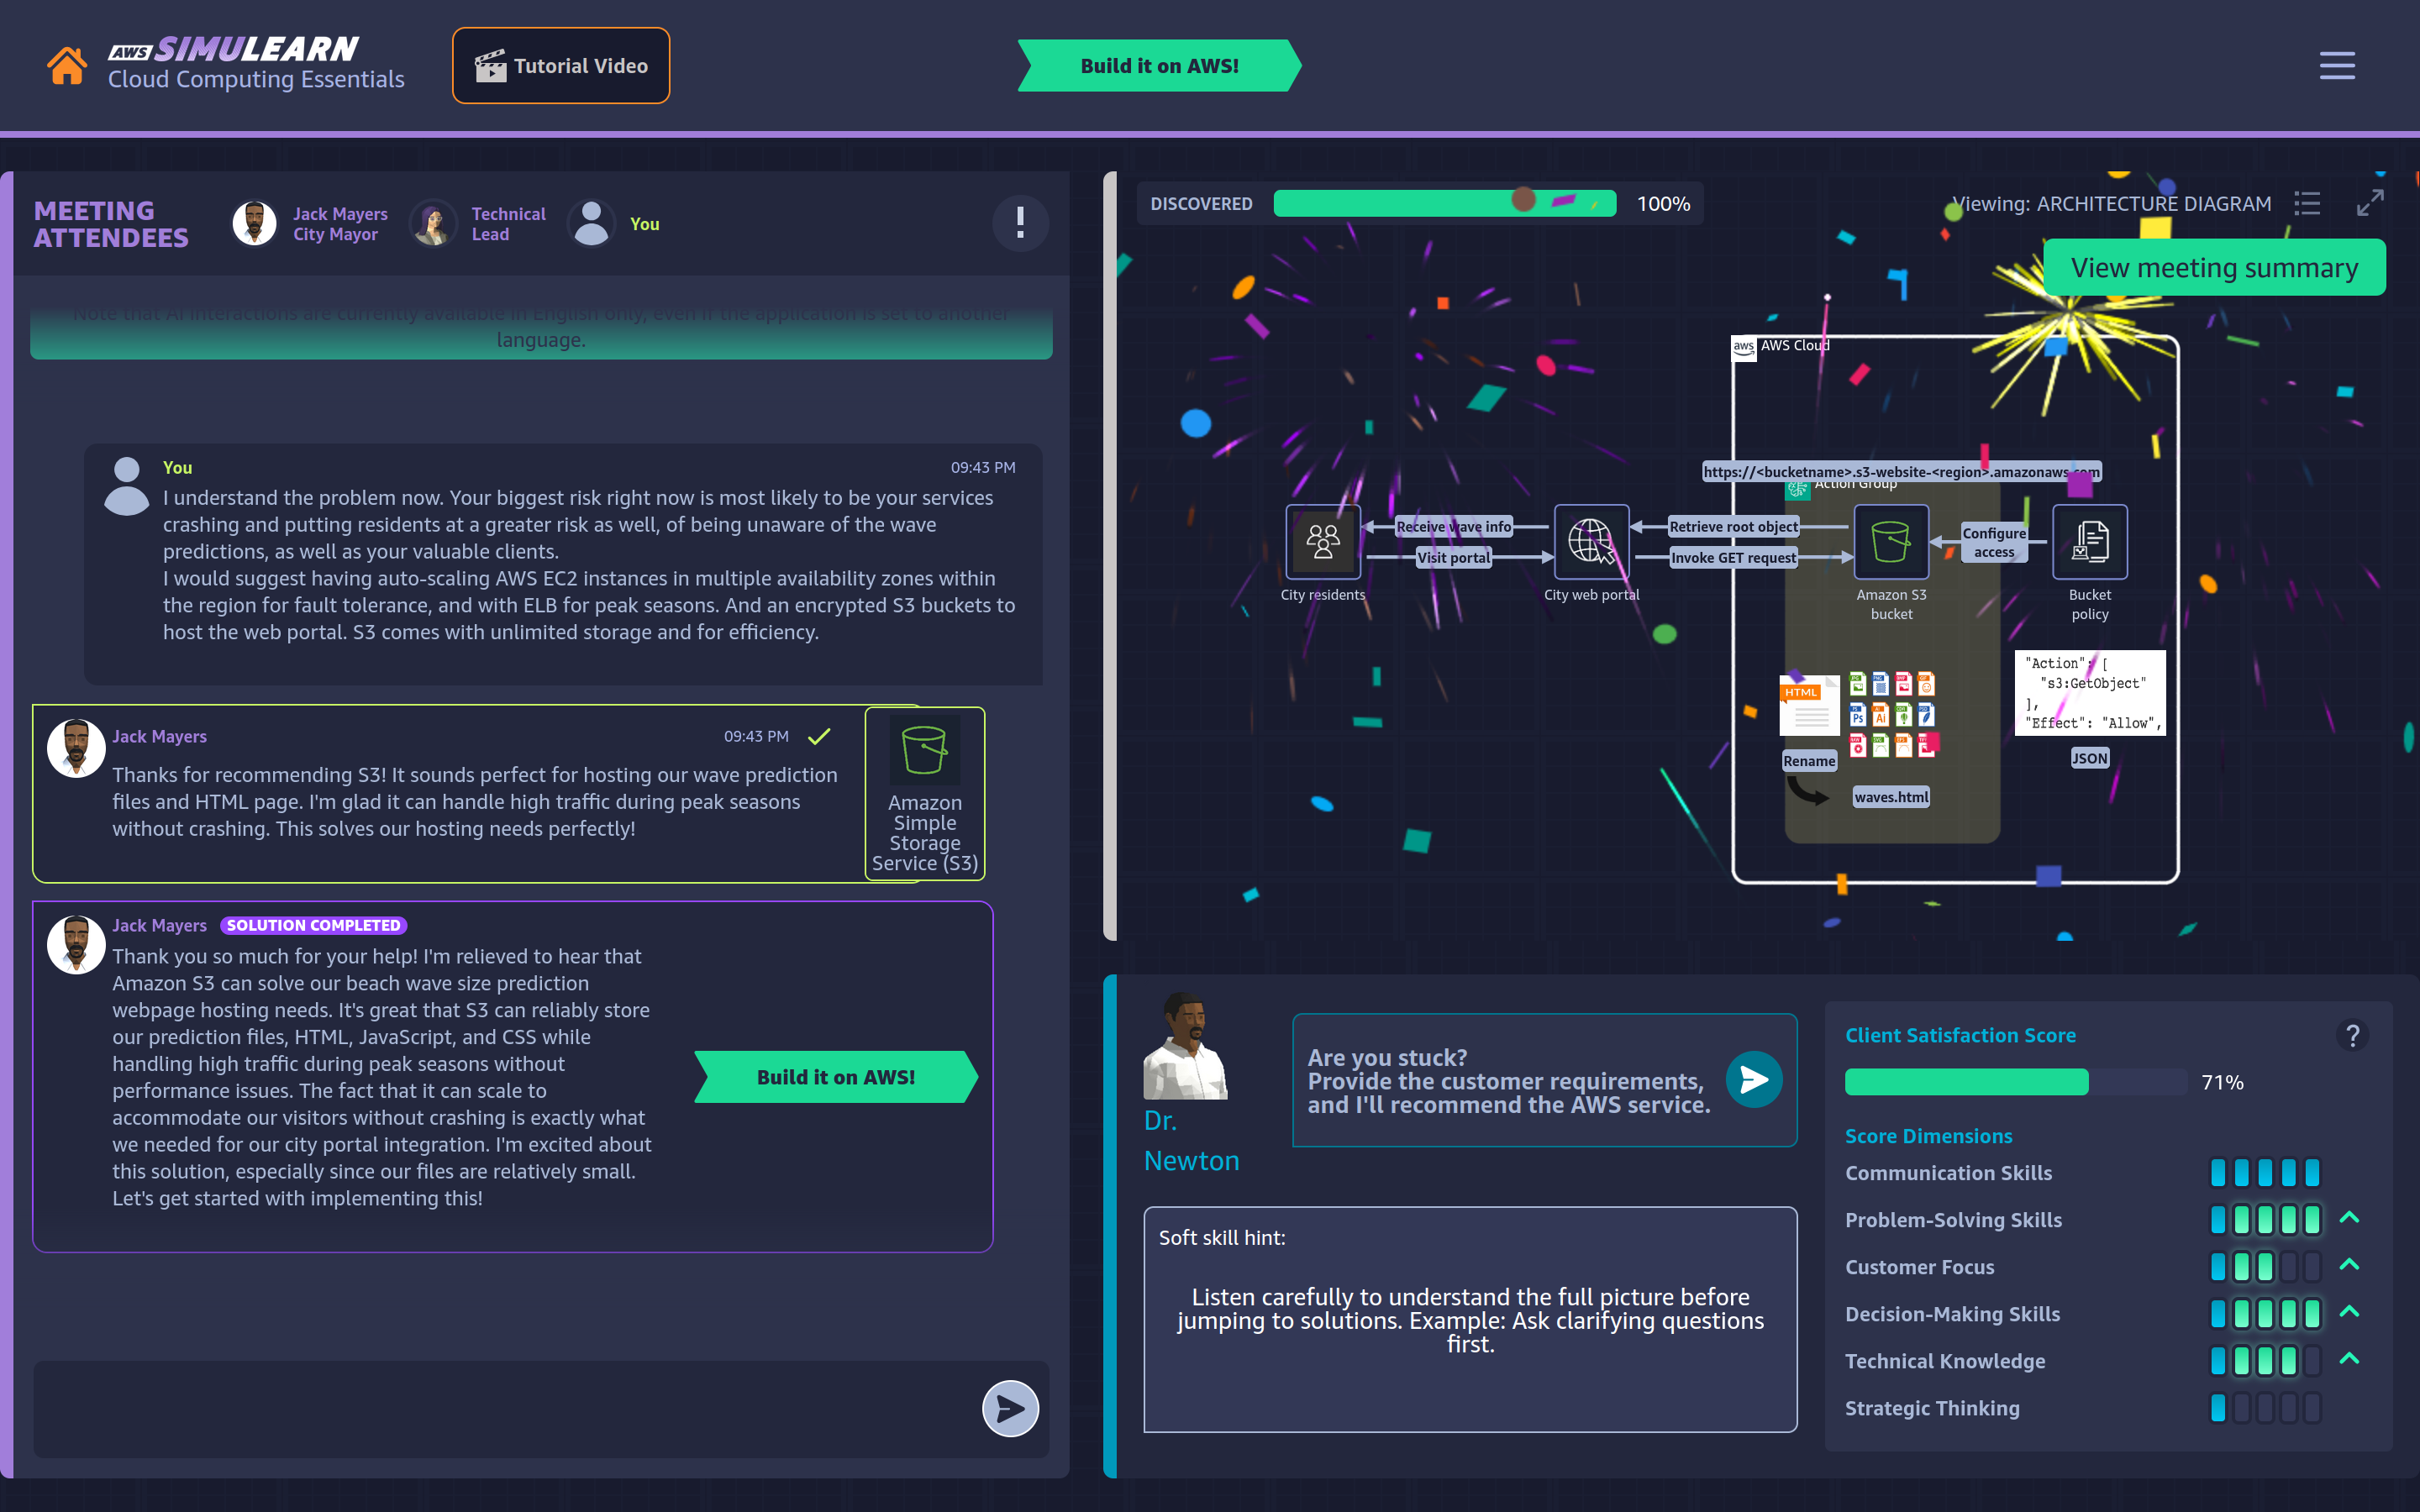 AWS SIMULEARN
Cloud Computing Essentials
Tutorial Video
Build it on AWS!
MEETING
ATTENDEES
Jack Mayers
City Mayor
Technical
Lead
You
!
Note that AI interactions are currently available in English only, even if the application is set to another
language.
You
09:43 PM
I understand the problem now. Your biggest risk right now is most likely to be your services
crashing and putting residents at a greater risk as well, of being unaware of the wave
predictions, as well as your valuable clients.
I would suggest having auto-scaling AWS EC2 instances in multiple availability zones within
the region for fault tolerance, and with ELB for peak seasons. And an encrypted S3 buckets to
host the web portal. S3 comes with unlimited storage and for efficiency.
Jack Mayers
09:43 PM
Thanks for recommending S3! It sounds perfect for hosting our wave prediction
files and HTML page. I'm glad it can handle high traffic during peak seasons
without crashing. This solves our hosting needs perfectly!
Amazon
Simple
Storage
Service (S3)
Jack Mayers
SOLUTION COMPLETED
Thank you so much for your help! I'm relieved to hear that
Amazon S3 can solve our beach wave size prediction
webpage hosting needs. It's great that S3 can reliably store
our prediction files, HTML, JavaScript, and CSS while
handling high traffic during peak seasons without
performance issues. The fact that it can scale to
accommodate our visitors without crashing is exactly what
we needed for our city portal integration. I'm excited about
this solution, especially since our files are relatively small.
Let's get started with implementing this!
Build it on AWS!
DISCOVERED
100%
Viewing: ARCHITECTURE DIAGRAM
View meeting summary
aws
AWS Cloud
https://<bucketname>.s3-website-<region>.amazonaws.com
Action Group
Receive wave info
Visit portal
Retrieve root object
Invoke GET request
Configure
access
City residents
City web portal
Amazon S3
bucket
Bucket
policy
HTML
Ps
Ai
Rename
waves.html
"Action": [
"s3:GetObject"
],
"Effect": "Allow",
JSON
Dr.
Newton
Are you stuck?
Provide the customer requirements,
and I'll recommend the AWS service.
Soft skill hint:
Listen carefully to understand the full picture before
jumping to solutions. Example: Ask clarifying questions
first.
Client Satisfaction Score
?
71%
Score Dimensions
Communication Skills
Problem-Solving Skills
Customer Focus
Decision-Making Skills
Technical Knowledge
Strategic Thinking